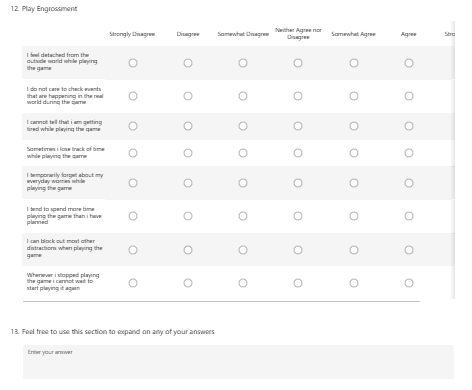 12. Play Engrossment
Strongly Disagree Disagree Somewhat Disagree Neither Agree nor Disagree Somewhat Agree Agree Stro
I feel detached from the
outside world while playing
the game
I do not care to check events
that are happening in the real
world during the game
I cannot tell that i am getting
tired while playing the game
Sometimes i lose track of time
while playing the game
I temporarily forget about my
everyday worries while
playing the game
I tend to spend more time
playing the game than i have
planned
I can block out most other
distractions when playing the
game
Whenever i stopped playing
the game i cannot wait to
start playing it again
13. Feel free to use this section to expand on any of your answers
Enter your answer